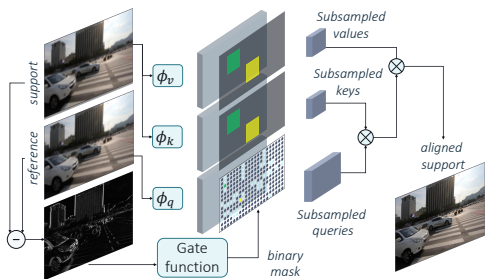 support
reference
−
ϕv
ϕk
ϕq
Gate
function
binary
mask
Subsampled
values
Subsampled
keys
Subsampled
queries
aligned
support